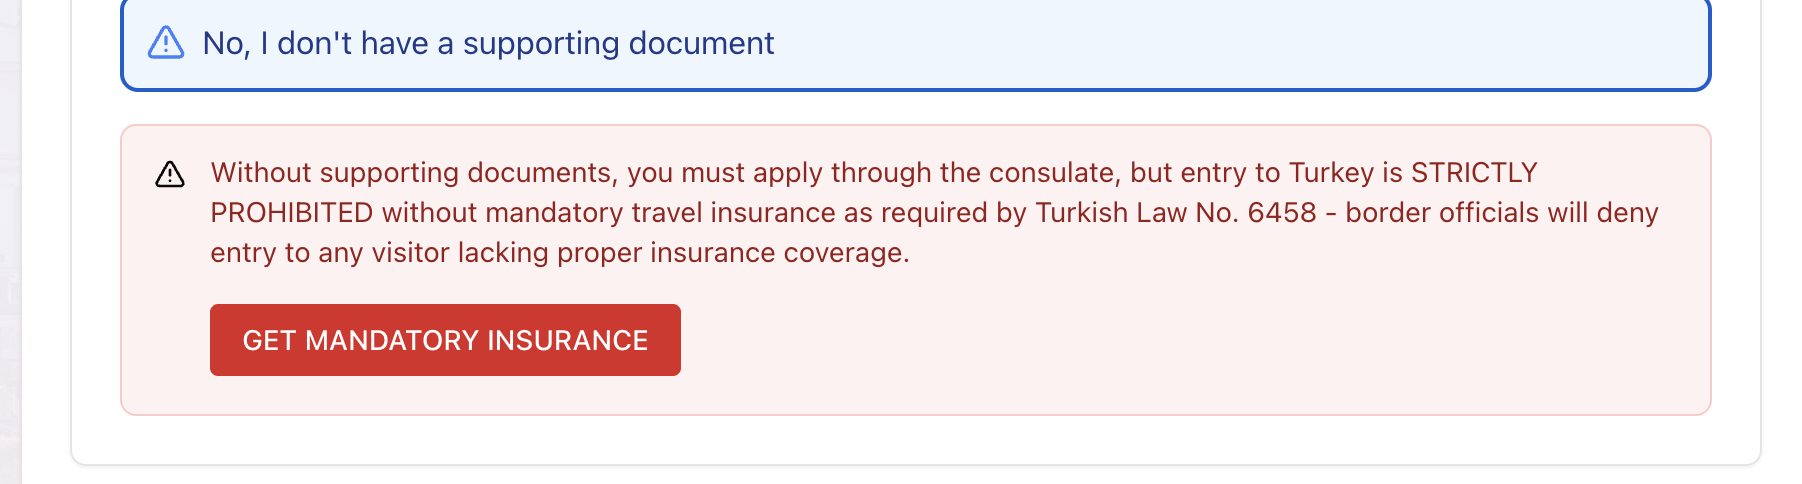 No, I don't have a supporting document
Without supporting documents, you must apply through the consulate, but entry to Turkey is STRICTLY
PROHIBITED without mandatory travel insurance as required by Turkish Law No. 6458 - border officials will deny
entry to any visitor lacking proper insurance coverage.
GET MANDATORY INSURANCE